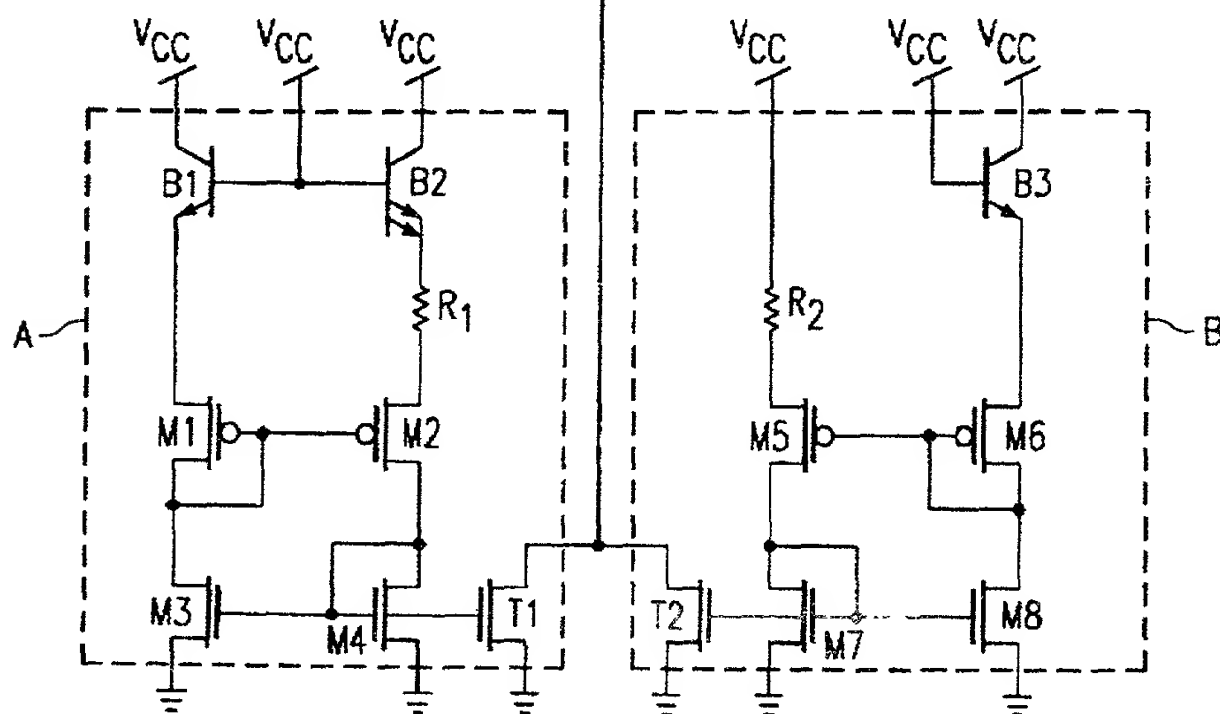 VCC VCC VCC VCC VCC VCC
B1 B2 B3
R1 R2
A B
M1 M2 M5 M6
M3 M4 T1 T2 M7 M8